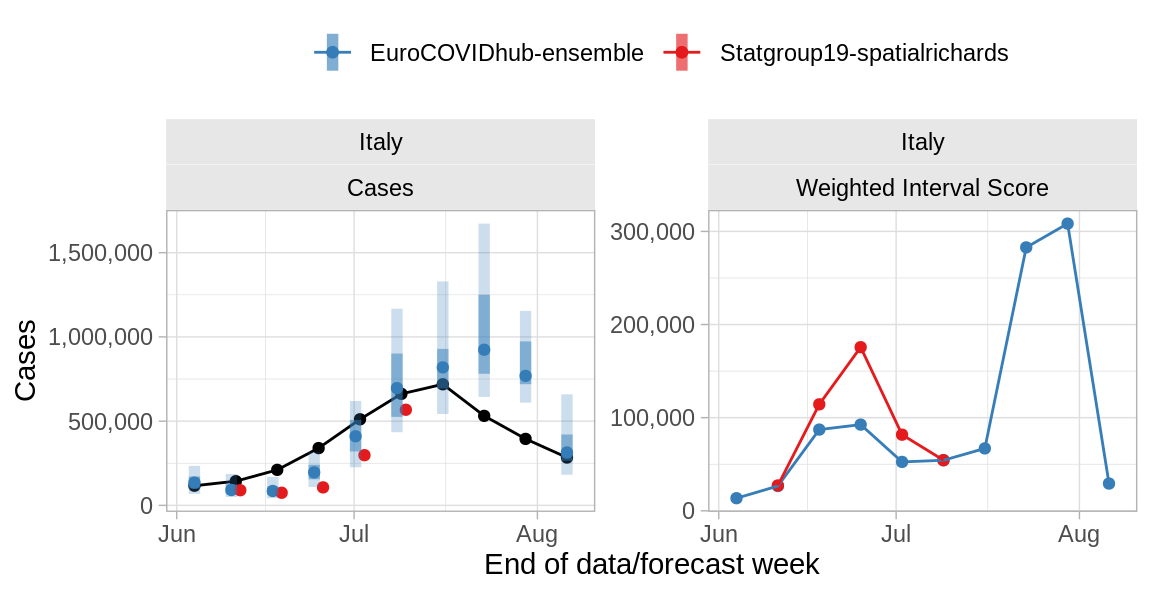 EuroCOVIDhub-ensemble Statgroup19-spatialrichards
Italy Italy
Cases Weighted Interval Score
Cases
1,500,000
1,000,000
500,000
0
Jun Jul Aug
300,000
200,000
100,000
0
Jun Jul Aug
End of data/forecast week